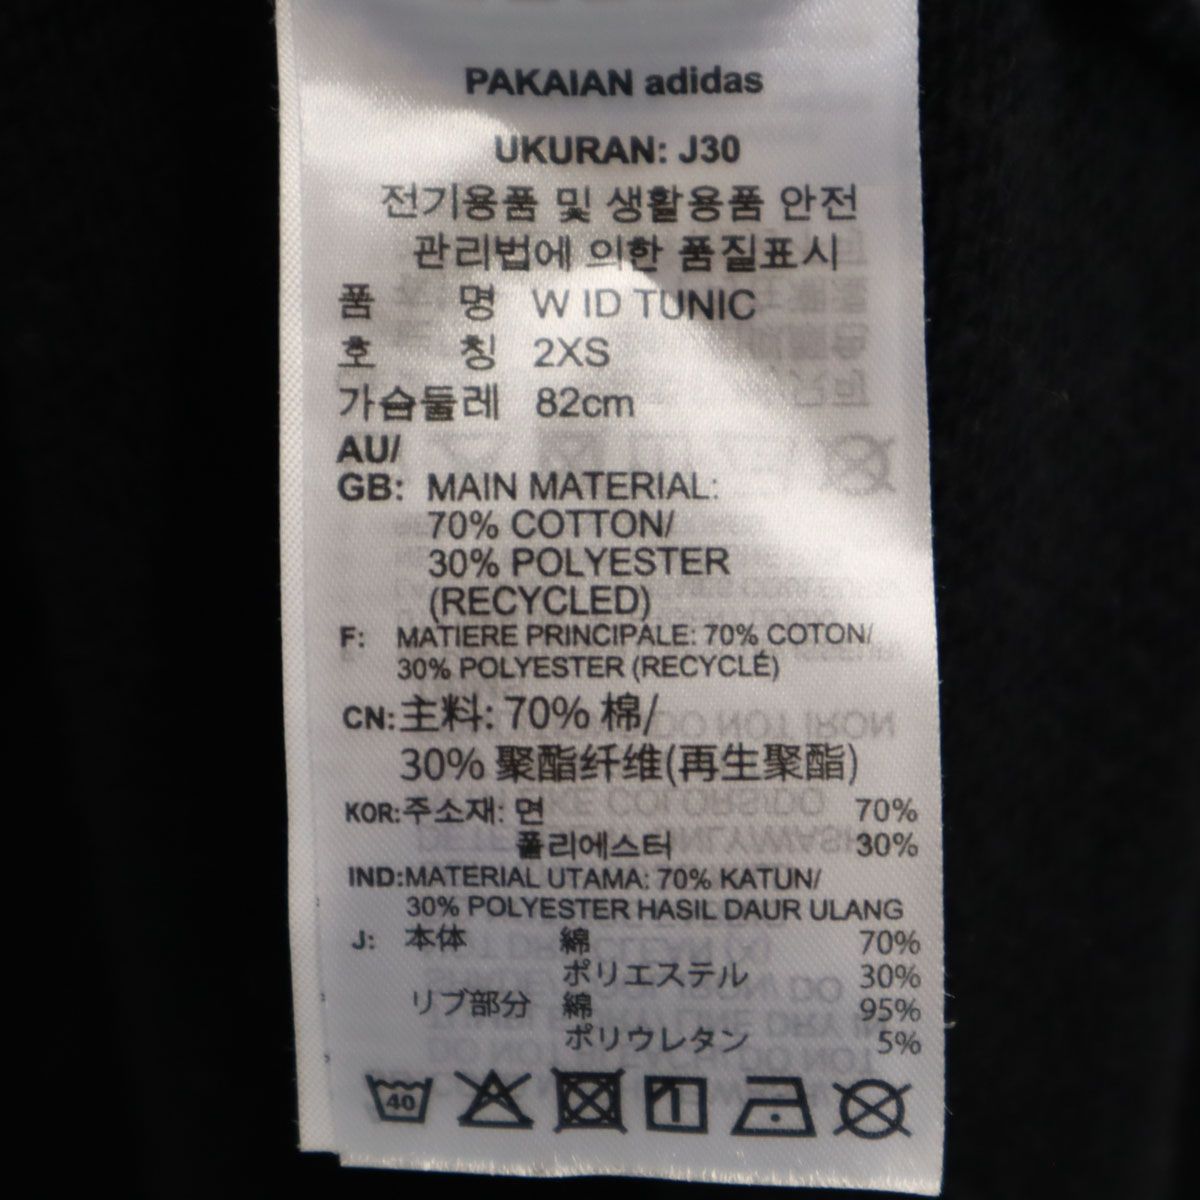 PAKAIAN adidas
UKURAN: J30
전기용품 및 생활용품 안전
관리법에 의한 품질표시
품 명 W ID TUNIC
호 칭 2XS
가슴둘레 82cm
AU/
GB: MAIN MATERIAL:
70% COTTON/
30% POLYESTER
(RECYCLED)
F: MATIERE PRINCIPALE: 70% COTON/
30% POLYESTER (RECYCLÉ)
CN: 主料: 70% 棉/
30% 聚酯纤维(再生聚酯)
KOR: 주소재: 면 70%
폴리에스터 30%
IND: MATERIAL UTAMA: 70% KATUN/
30% POLYESTER HASIL DAUR ULANG
J: 本体 綿 70%
ポリエステル 30%
リブ部分 綿 95%
ポリウレタン 5%
40